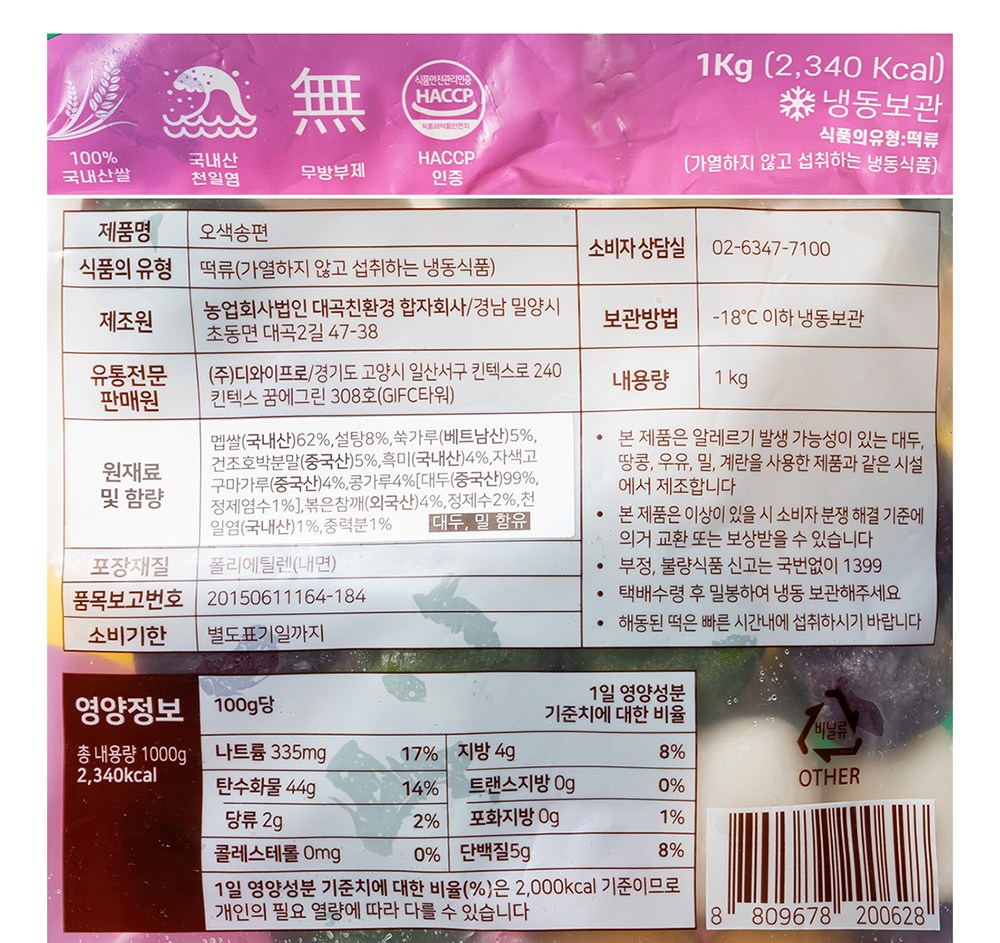 100%
국내산쌀
국내산
천일염
無
무방부제
식품안전관리인증
HACCP
식품의약품안전처
HACCP
인증
1Kg (2,340 Kcal)
냉동보관
식품의유형:떡류
(가열하지 않고 섭취하는 냉동식품)
제품명 오색송편
식품의 유형 떡류(가열하지 않고 섭취하는 냉동식품)
제조원 농업회사법인 대곡친환경 합자회사/경남 밀양시
초동면 대곡2길 47-38
유통전문
판매원
(주)디와이프로/경기도 고양시 일산서구 킨텍스로 240
킨텍스 꿈에그린 308호(GIFC타워)
원재료
및 함량
멥쌀(국내산)62%,설탕8%,쑥가루(베트남산)5%,
건조호박분말(중국산)5%,흑미(국내산)4%,자색고
구마가루(중국산)4%,콩가루4%[대두(중국산)99%,
정제염수1%],볶은참깨(외국산)4%,정제수2%,천
일염(국내산)1%,중력분1% 대두, 밀 함유
포장재질 폴리에틸렌(내면)
품목보고번호 20150611164-184
소비기한 별도표기일까지
소비자상담실 02-6347-7100
보관방법 -18℃ 이하 냉동보관
내용량 1 kg
• 본 제품은 알레르기 발생 가능성이 있는 대두,
땅콩, 우유, 밀, 계란을 사용한 제품과 같은 시설
에서 제조합니다
• 본 제품은 이상이 있을 시 소비자 분쟁 해결 기준에
의거 교환 또는 보상받을 수 있습니다
• 부정, 불량식품 신고는 국번없이 1399
• 택배수령 후 밀봉하여 냉동 보관해주세요
• 해동된 떡은 빠른 시간내에 섭취하시기 바랍니다
영양정보
총 내용량 1000g
2,340kcal
100g당
1일 영양성분
기준치에 대한 비율
나트륨 335mg 17% 지방 4g 8%
탄수화물 44g 14% 트랜스지방 0g 0%
당류 2g 2% 포화지방 0g 1%
콜레스테롤 0mg 0% 단백질5g 8%
1일 영양성분 기준치에 대한 비율(%)은 2,000kcal 기준이므로
개인의 필요 열량에 따라 다를 수 있습니다
비닐류
OTHER
8 809678 200628